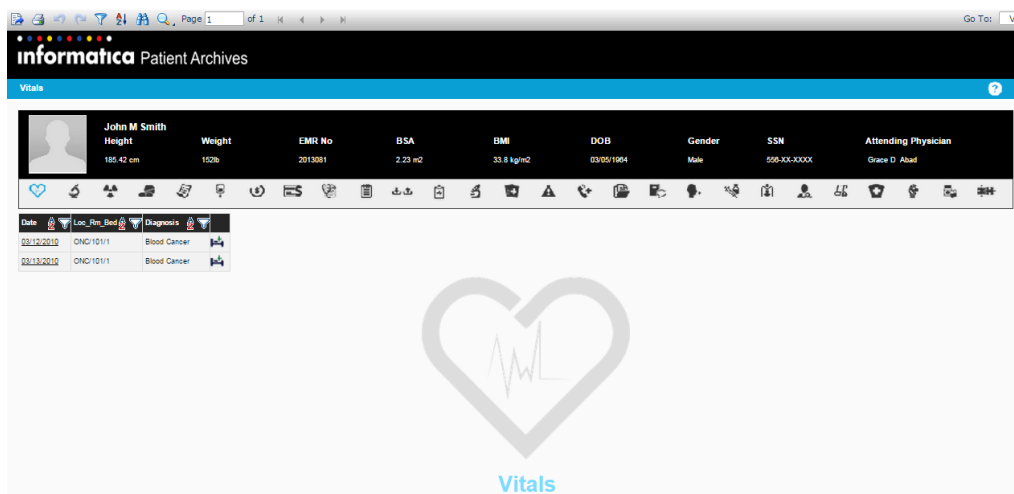 Page 1 of 1 Go To: V
informatica Patient Archives
Vitals ?
John M Smith
Height Weight EMR No BSA BMI DOB Gender SSN Attending Physician
185.42 cm 152lb 2013081 2.23 m2 33.8 kg/m2 03/05/1964 Male 556-XX-XXXX Grace D Abad
Date Loc_Rm_Bed Diagnosis
03/12/2010 ONC/101/1 Blood Cancer
03/13/2010 ONC/101/1 Blood Cancer
Vitals